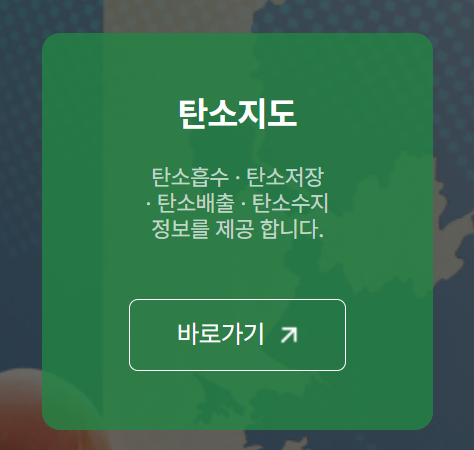 탄소지도
탄소흡수 · 탄소저장
· 탄소배출 · 탄소수지
정보를 제공 합니다.
바로가기